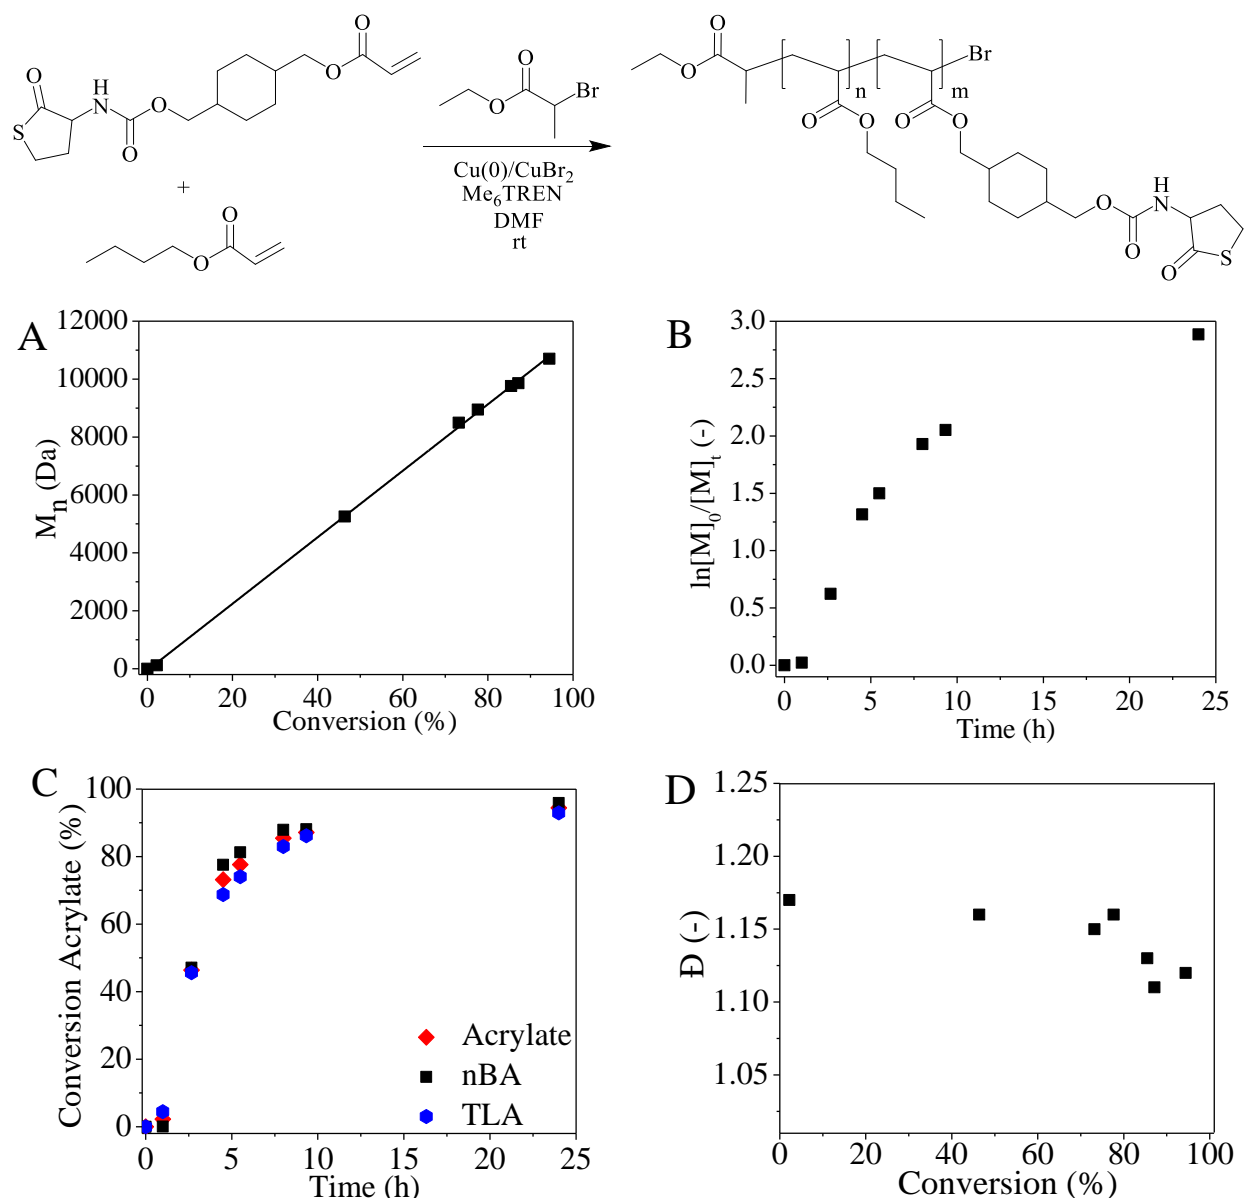 O
O
O
H
N
O
O
S
O
+
O
O
O
O
Br
Cu(0)/CuBr2
Me6TREN
DMF
rt
O
O
n
m
Br
O
O
O
O
H
O
N
O
O
S
A
12000
10000
8000
6000
4000
2000
0
Mn (Da)
0 20 40 60 80 100
Conversion (%)
B
3.0
2.5
2.0
1.5
1.0
0.5
0.0
ln[M]0/[M]t (-)
0 5 10 15 20 25
Time (h)
C
100
80
60
40
20
0
Conversion Acrylate (%)
Acrylate
nBA
TLA
0 5 10 15 20 25
Time (h)
D
1.25
1.20
1.15
1.10
1.05
Đ (-)
0 20 40 60 80 100
Conversion (%)